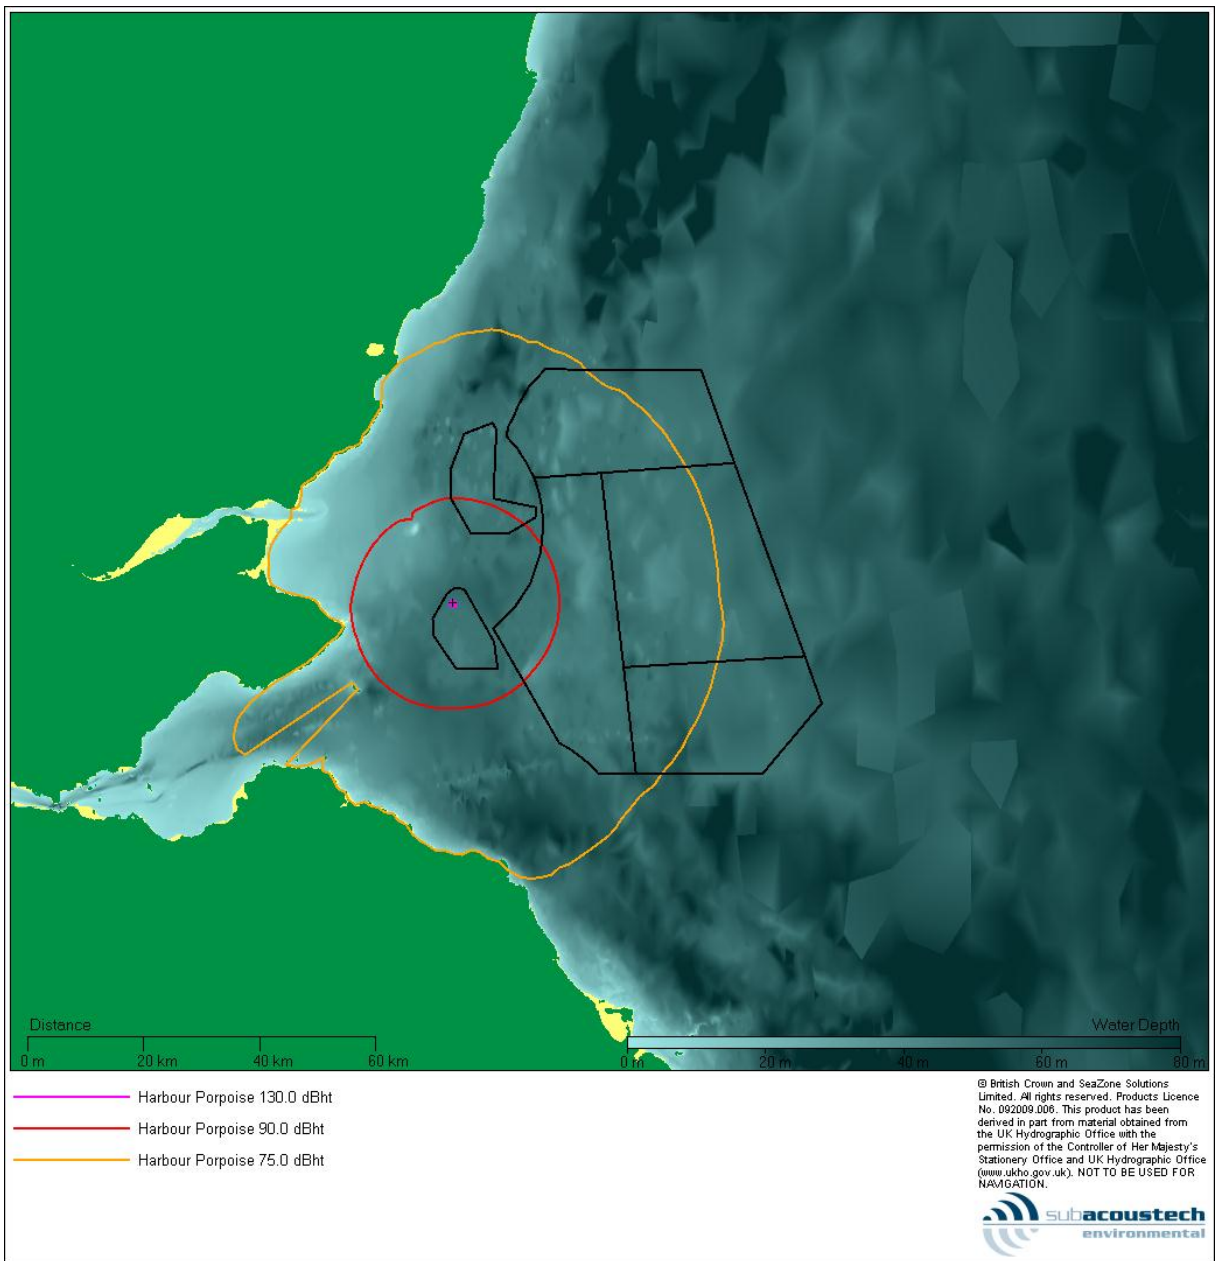 Distance
0 m 20 km 40 km 60 km
Water Depth
0 m 20 m 40 m 60 m 80 m
Harbour Porpoise 130.0 dBht
Harbour Porpoise 90.0 dBht
Harbour Porpoise 75.0 dBht
© British Crown and SeaZone Solutions
Limited. All rights reserved. Products Licence
No. 092009.006. This product has been
derived in part from material obtained from
the UK Hydrographic Office with the
permission of the Controller of Her Majesty's
Stationery Office and UK Hydrographic Office
(www.ukho.gov.uk). NOT TO BE USED FOR
NAVIGATION.
subacoustech
environmental